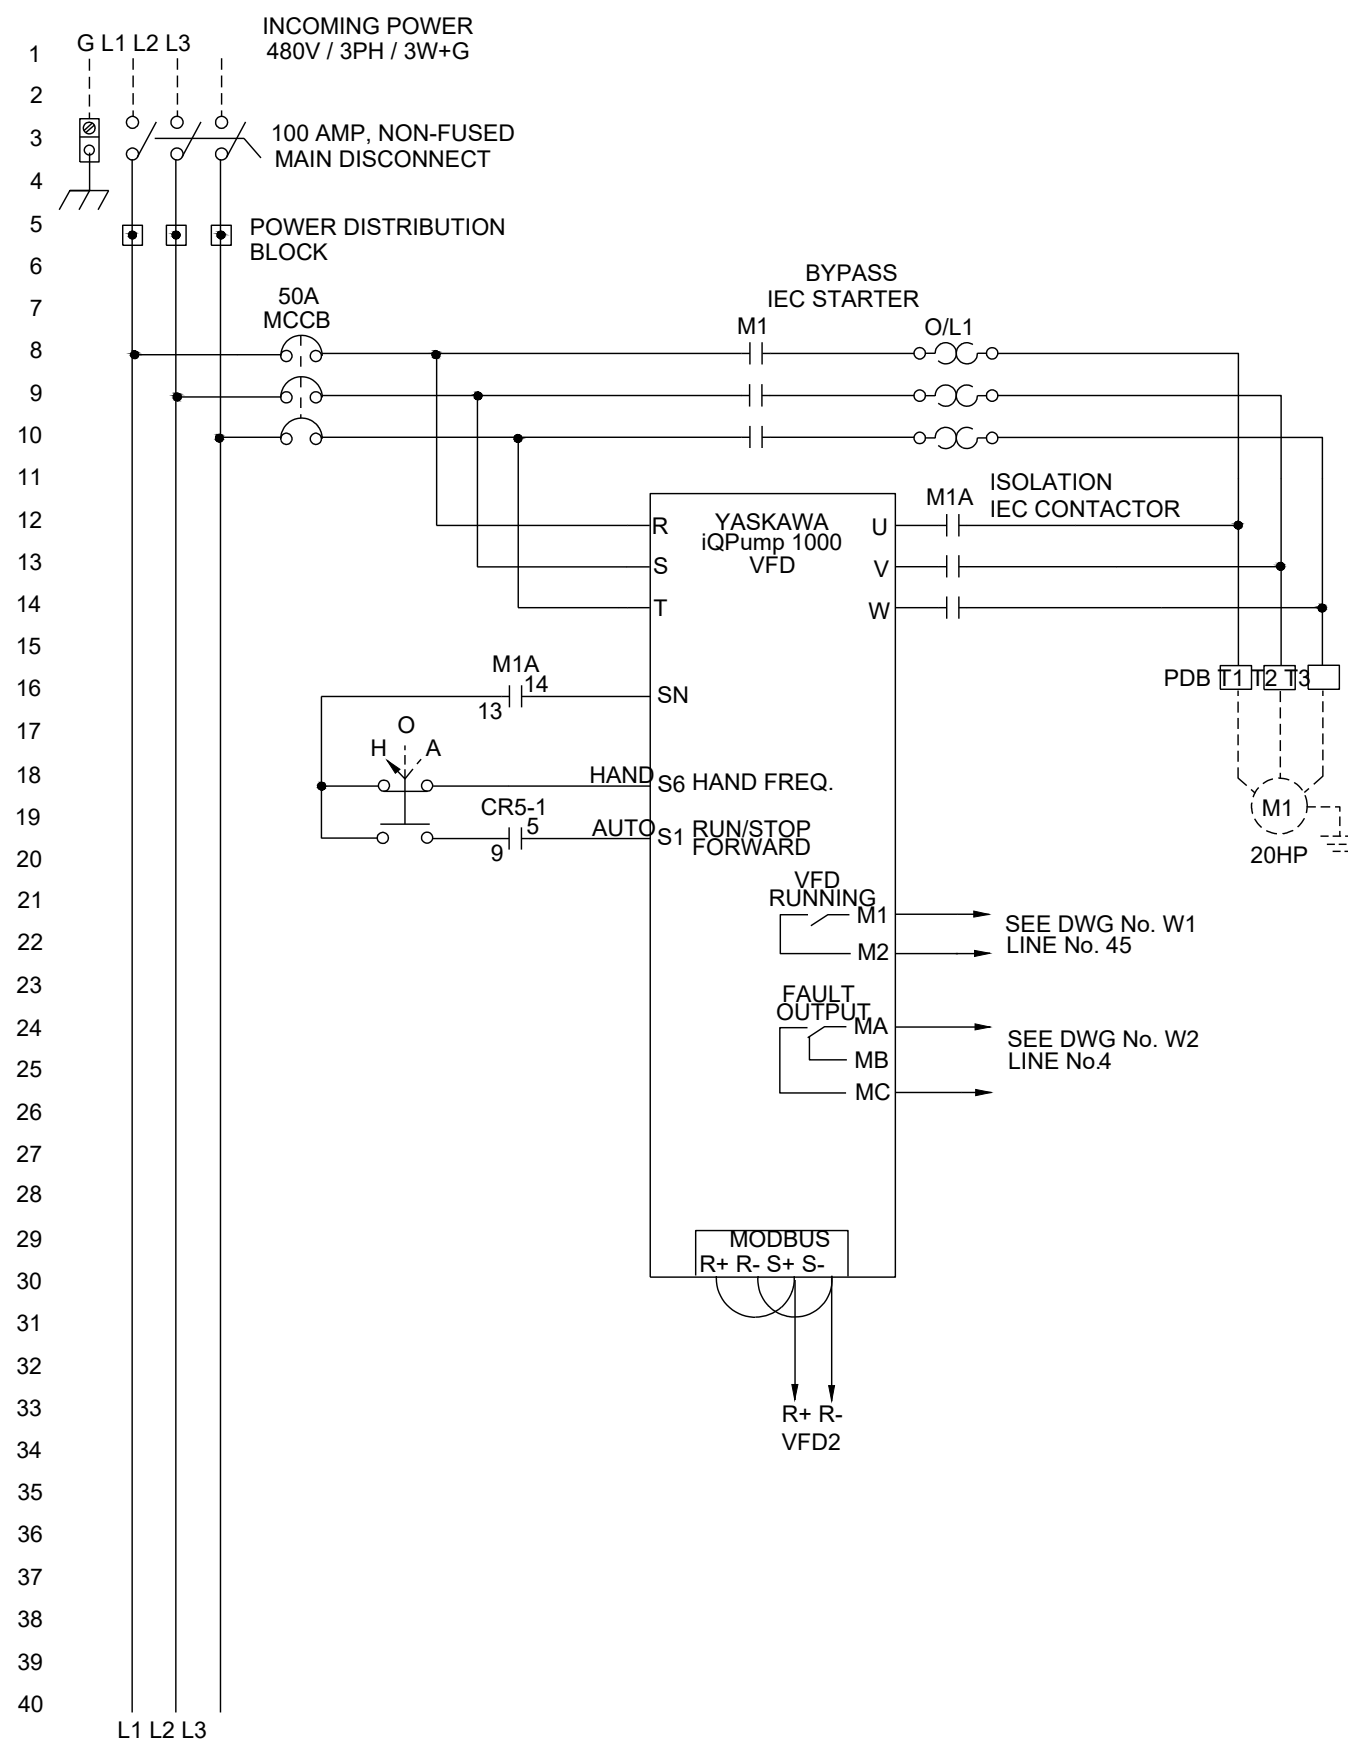 INCOMING POWER
1 G L1 L2 L3 480V / 3PH / 3W+G
2
3 100 AMP, NON-FUSED
MAIN DISCONNECT
4
5 POWER DISTRIBUTION
BLOCK
6
BYPASS
7 50A IEC STARTER
MCCB M1 O/L1
8
9
10
11 ISOLATION
M1A IEC CONTACTOR
12 R YASKAWA U
iQPump 1000
13 S VFD V
14 T W
15
M1A
16 14 SN PDB T1 T2 T3
13
17 O
H A
18 HAND S6 HAND FREQ.
19 CR5-1 M1
5 AUTO S1 RUN/STOP
9 FORWARD
20 20HP
21 VFD
RUNNING
M1 SEE DWG No. W1
22 M2 LINE No. 45
23
FAULT
OUTPUT
24 MA SEE DWG No. W2
25 MB LINE No.4
MC
26
27
28
29 MODBUS
R+ R- S+ S-
30
31
32
33 R+ R-
34 VFD2
35
36
37
38
39
40
L1 L2 L3